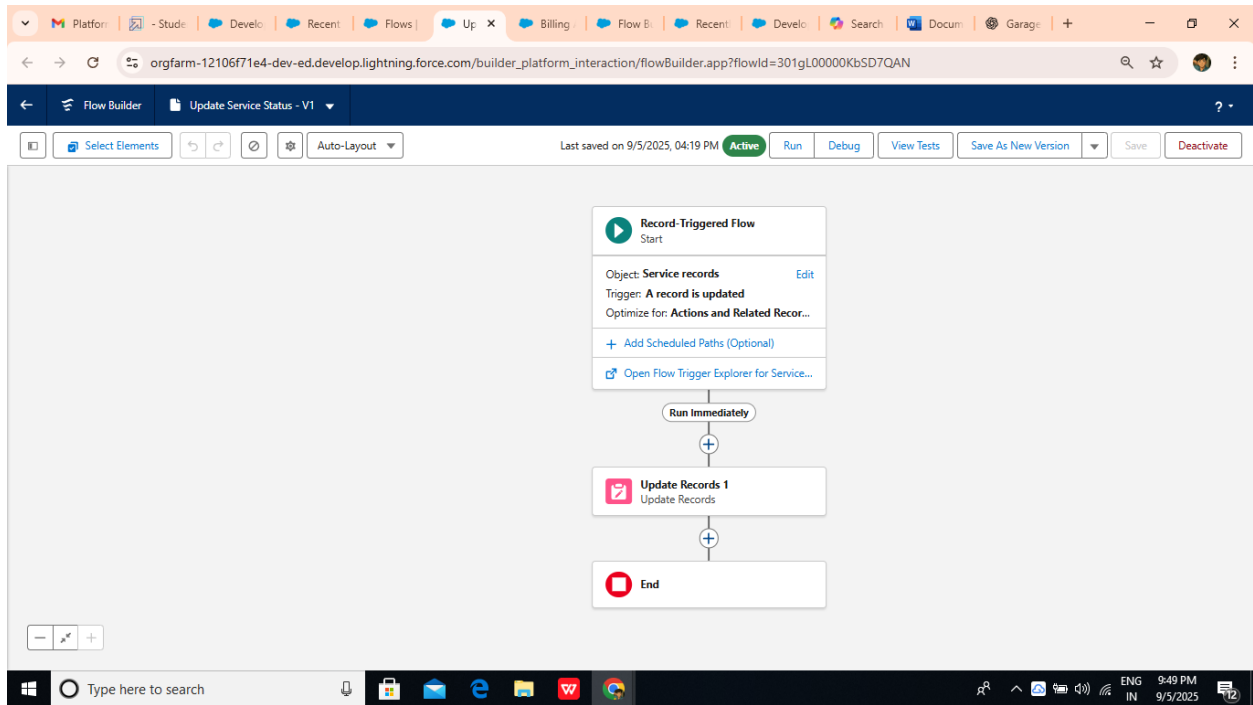 Platforr
- Stude
Develo
Recent
Flows |
Up
Billing
Flow B
Recenti
Develo
Search
Docum
Garage
orgfarm-12106f71e4-dev-ed.develop.lightning.force.com/builder_platform_interaction/flowBuilder.app?flowId=301gL00000KbSD7QAN
Flow Builder
Update Service Status - V1
?
Select Elements
Auto-Layout
Last saved on 9/5/2025, 04:19 PM
Active
Run
Debug
View Tests
Save As New Version
Save
Deactivate
Record-Triggered Flow
Start
Object: Service records
Edit
Trigger: A record is updated
Optimize for: Actions and Related Recor...
+ Add Scheduled Paths (Optional)
Open Flow Trigger Explorer for Service...
Run Immediately
Update Records 1
Update Records
End
Type here to search
W
ENG
IN
9:49 PM
9/5/2025
12